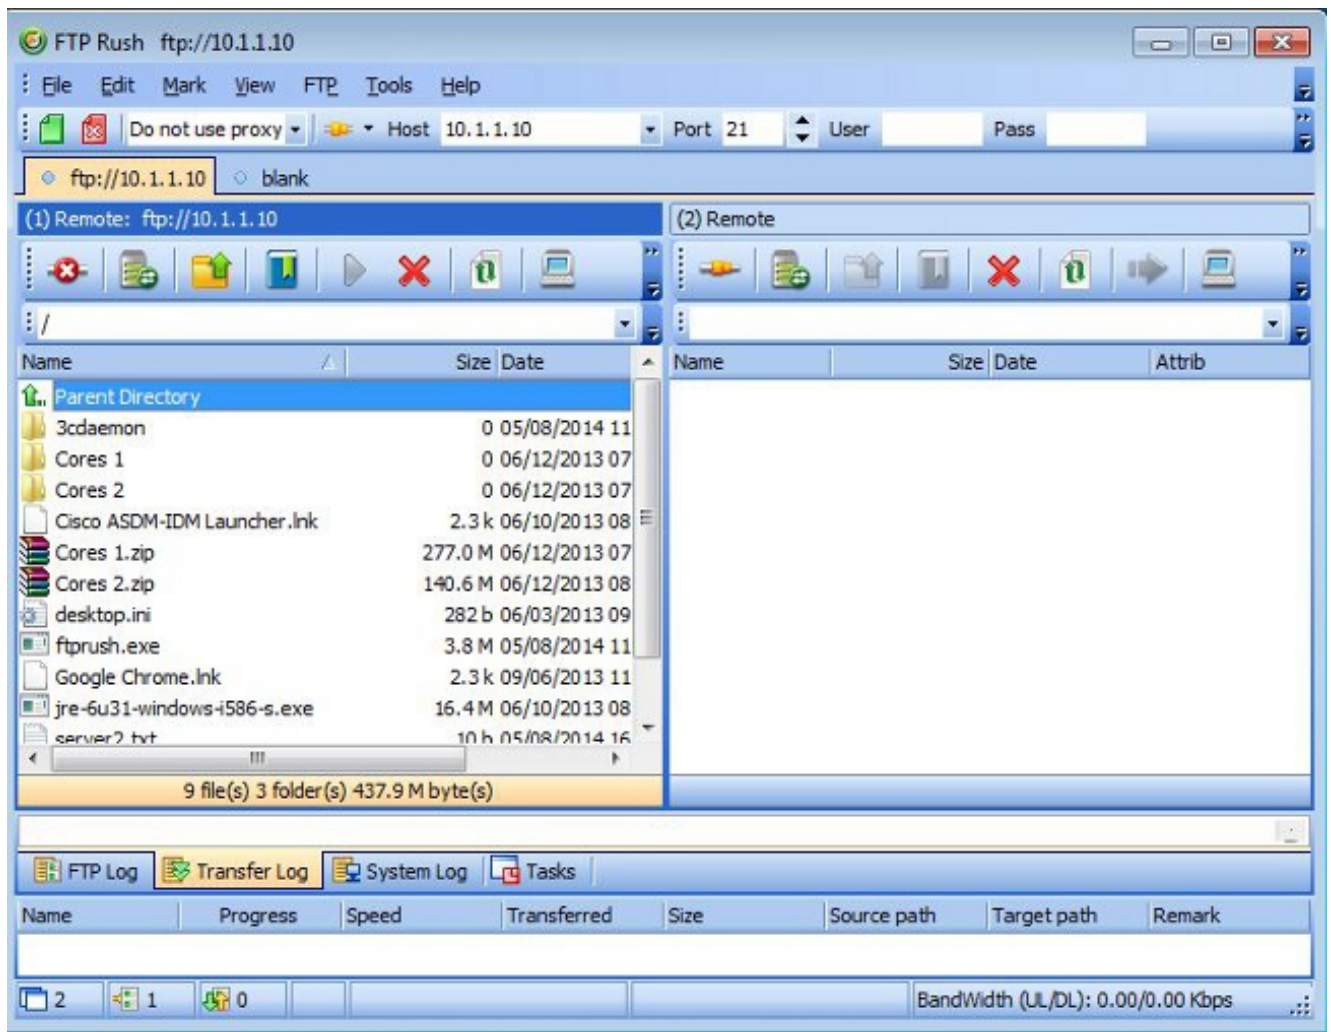 FTP Rush ftp://10.1.1.10
File Edit Mark View FTP Tools Help
Do not use proxy Host 10.1.1.10 Port 21 User Pass
ftp://10.1.1.10 blank
(1) Remote: ftp://10.1.1.10 (2) Remote
/
Name Size Date Name Size Date Attrib
Parent Directory
3cdaemon 0 05/08/2014 11
Cores 1 0 06/12/2013 07
Cores 2 0 06/12/2013 07
Cisco ASDM-IDM Launcher.lnk 2.3 k 06/10/2013 08
Cores 1.zip 277.0 M 06/12/2013 07
Cores 2.zip 140.6 M 06/12/2013 08
desktop.ini 282 b 06/03/2013 09
ftprush.exe 3.8 M 05/08/2014 11
Google Chrome.lnk 2.3 k 09/06/2013 11
jre-6u31-windows-i586-s.exe 16.4 M 06/10/2013 08
server2.txt 10 b 05/08/2014 16
9 file(s) 3 folder(s) 437.9 M byte(s)
FTP Log Transfer Log System Log Tasks
Name Progress Speed Transferred Size Source path Target path Remark
2 1 0 BandWidth (UL/DL): 0.00/0.00 Kbps